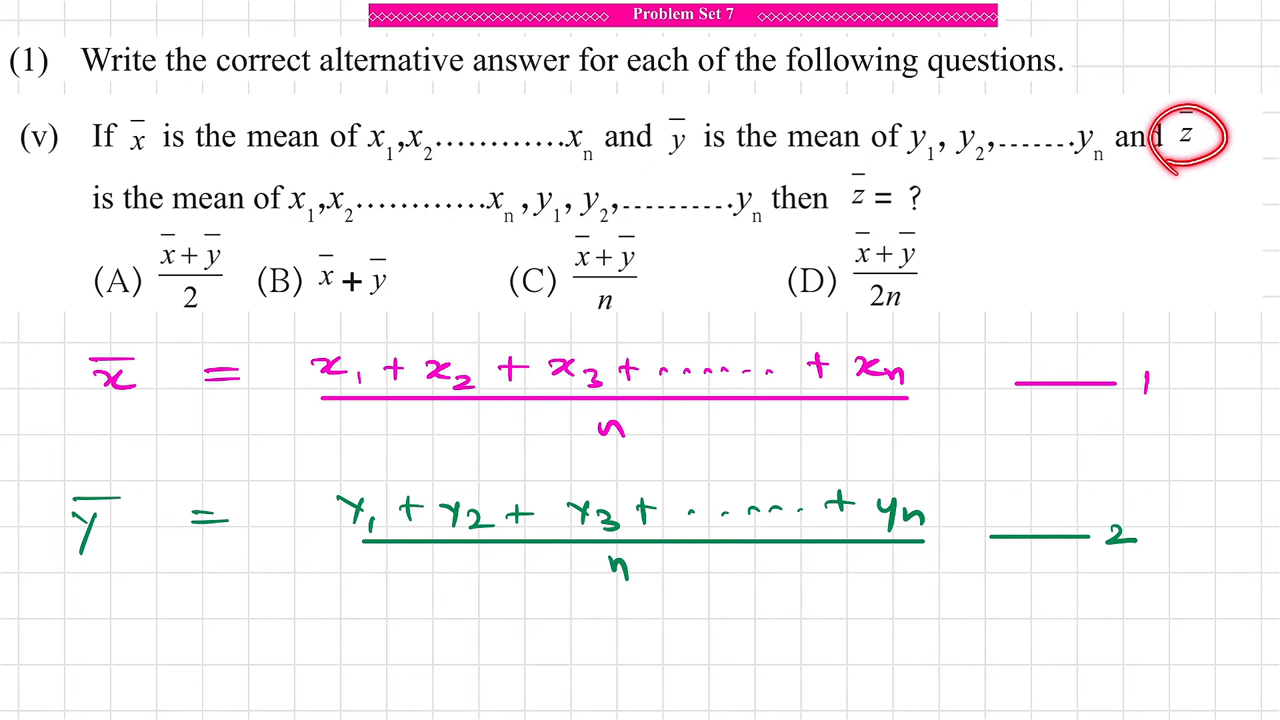 Problem Set 7
(1) Write the correct alternative answer for each of the following questions.
(v) If x̄ is the mean of x₁,x₂............xₙ and ȳ is the mean of y₁, y₂,.......yₙ and z̄
is the mean of x₁,x₂............xₙ , y₁, y₂,..........yₙ then z̄ = ?
(A) (x̄ + ȳ)/2 (B) x̄ + ȳ (C) (x̄ + ȳ)/n (D) (x̄ + ȳ)/2n
x̄ = (x₁ + x₂ + x₃ + ....... + xₙ)/n —— 1
ȳ = (y₁ + y₂ + y₃ + ...... + yₙ)/n —— 2